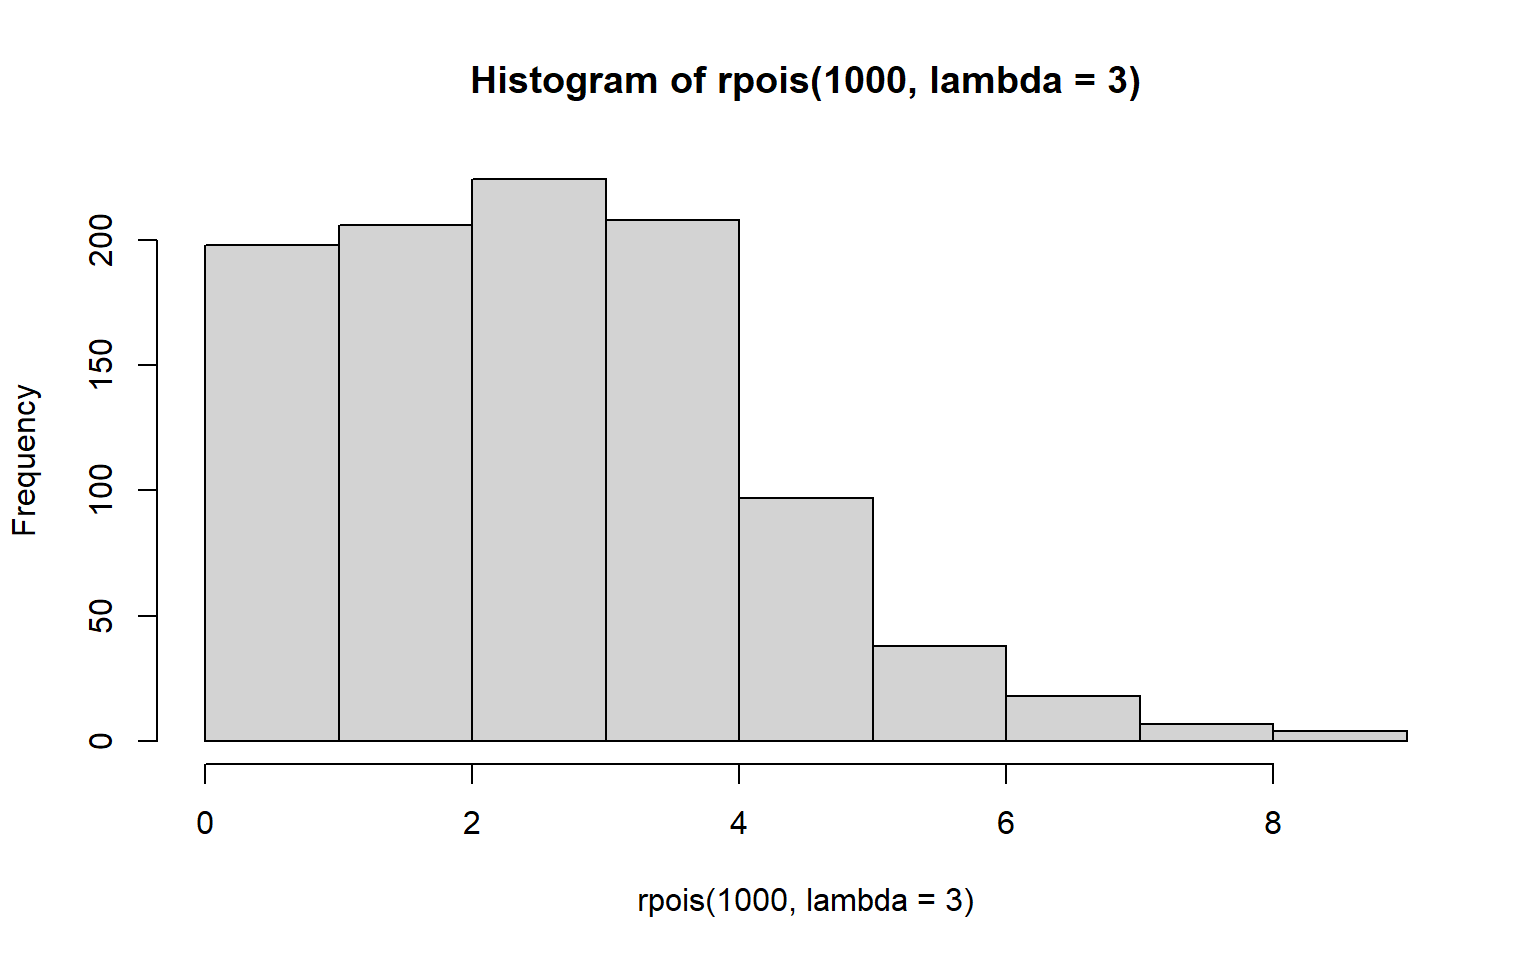 Histogram of rpois(1000, lambda = 3)
200
150
100
50
0
Frequency
0 2 4 6 8
rpois(1000, lambda = 3)